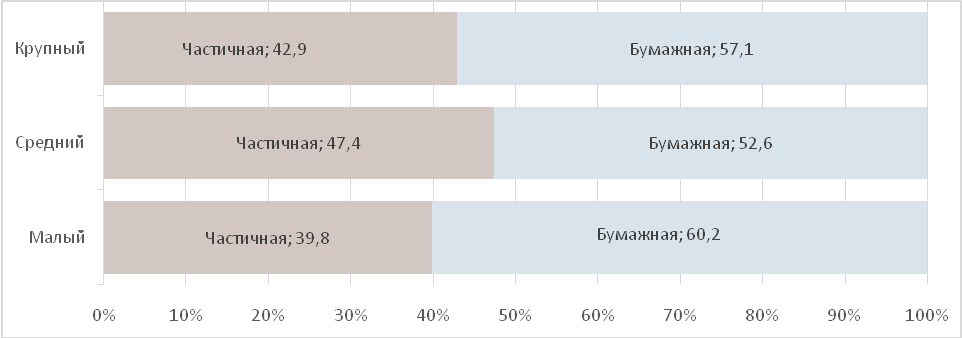 Крупный
Частичная; 42,9
Бумажная; 57,1
Средний
Частичная; 47,4
Бумажная; 52,6
Малый
Частичная; 39,8
Бумажная; 60,2
0% 10% 20% 30% 40% 50% 60% 70% 80% 90% 100%